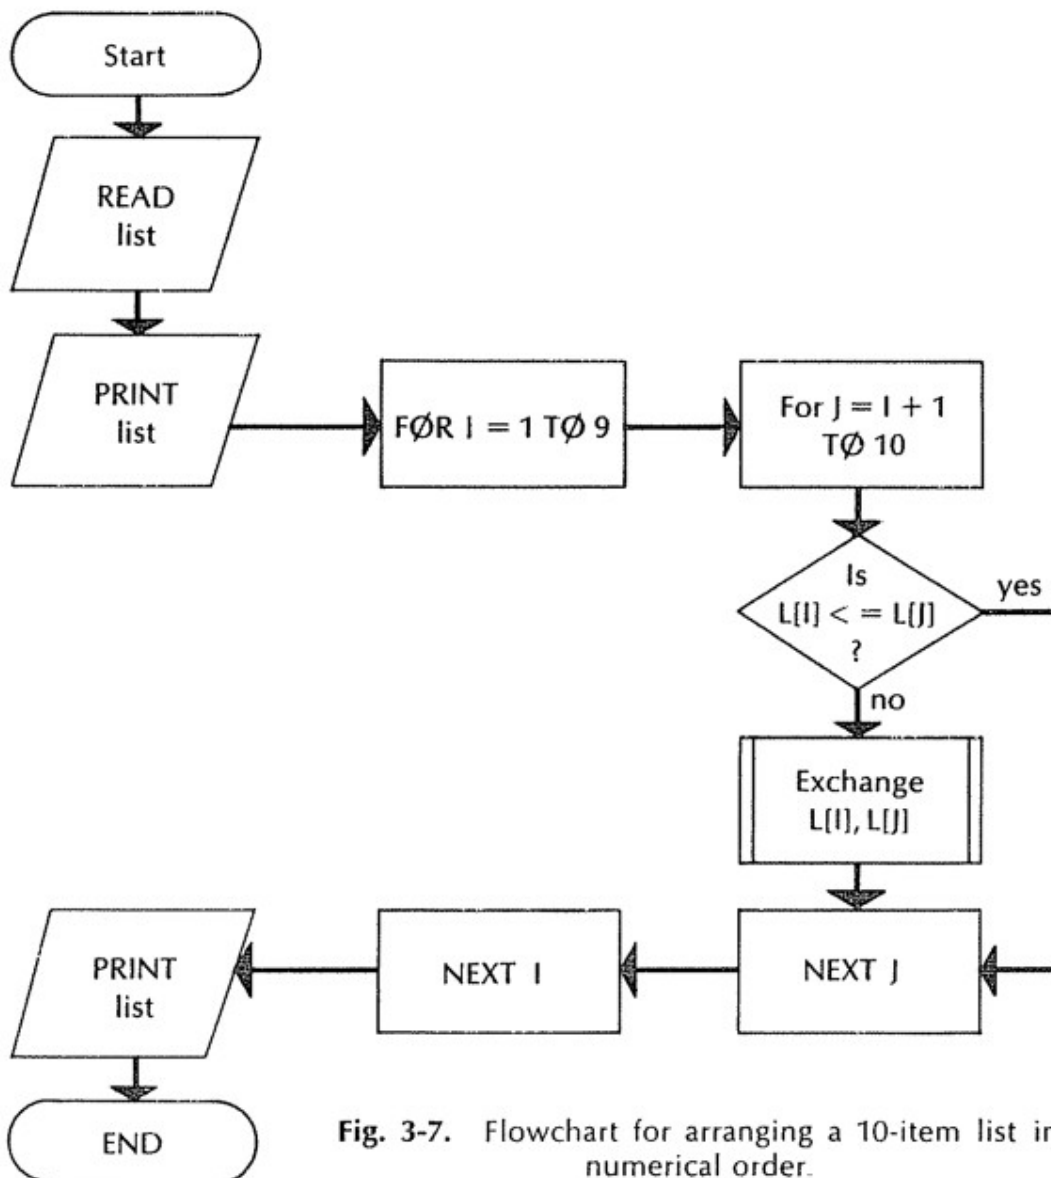 Start
READ
list
PRINT
list
FØR I = 1 TØ 9
For J = I + 1
TØ 10
Is
L[I] < = L[J]
?
yes
no
Exchange
L[I], L[J]
NEXT J
NEXT I
PRINT
list
END
Fig. 3-7. Flowchart for arranging a 10-item list in
numerical order.